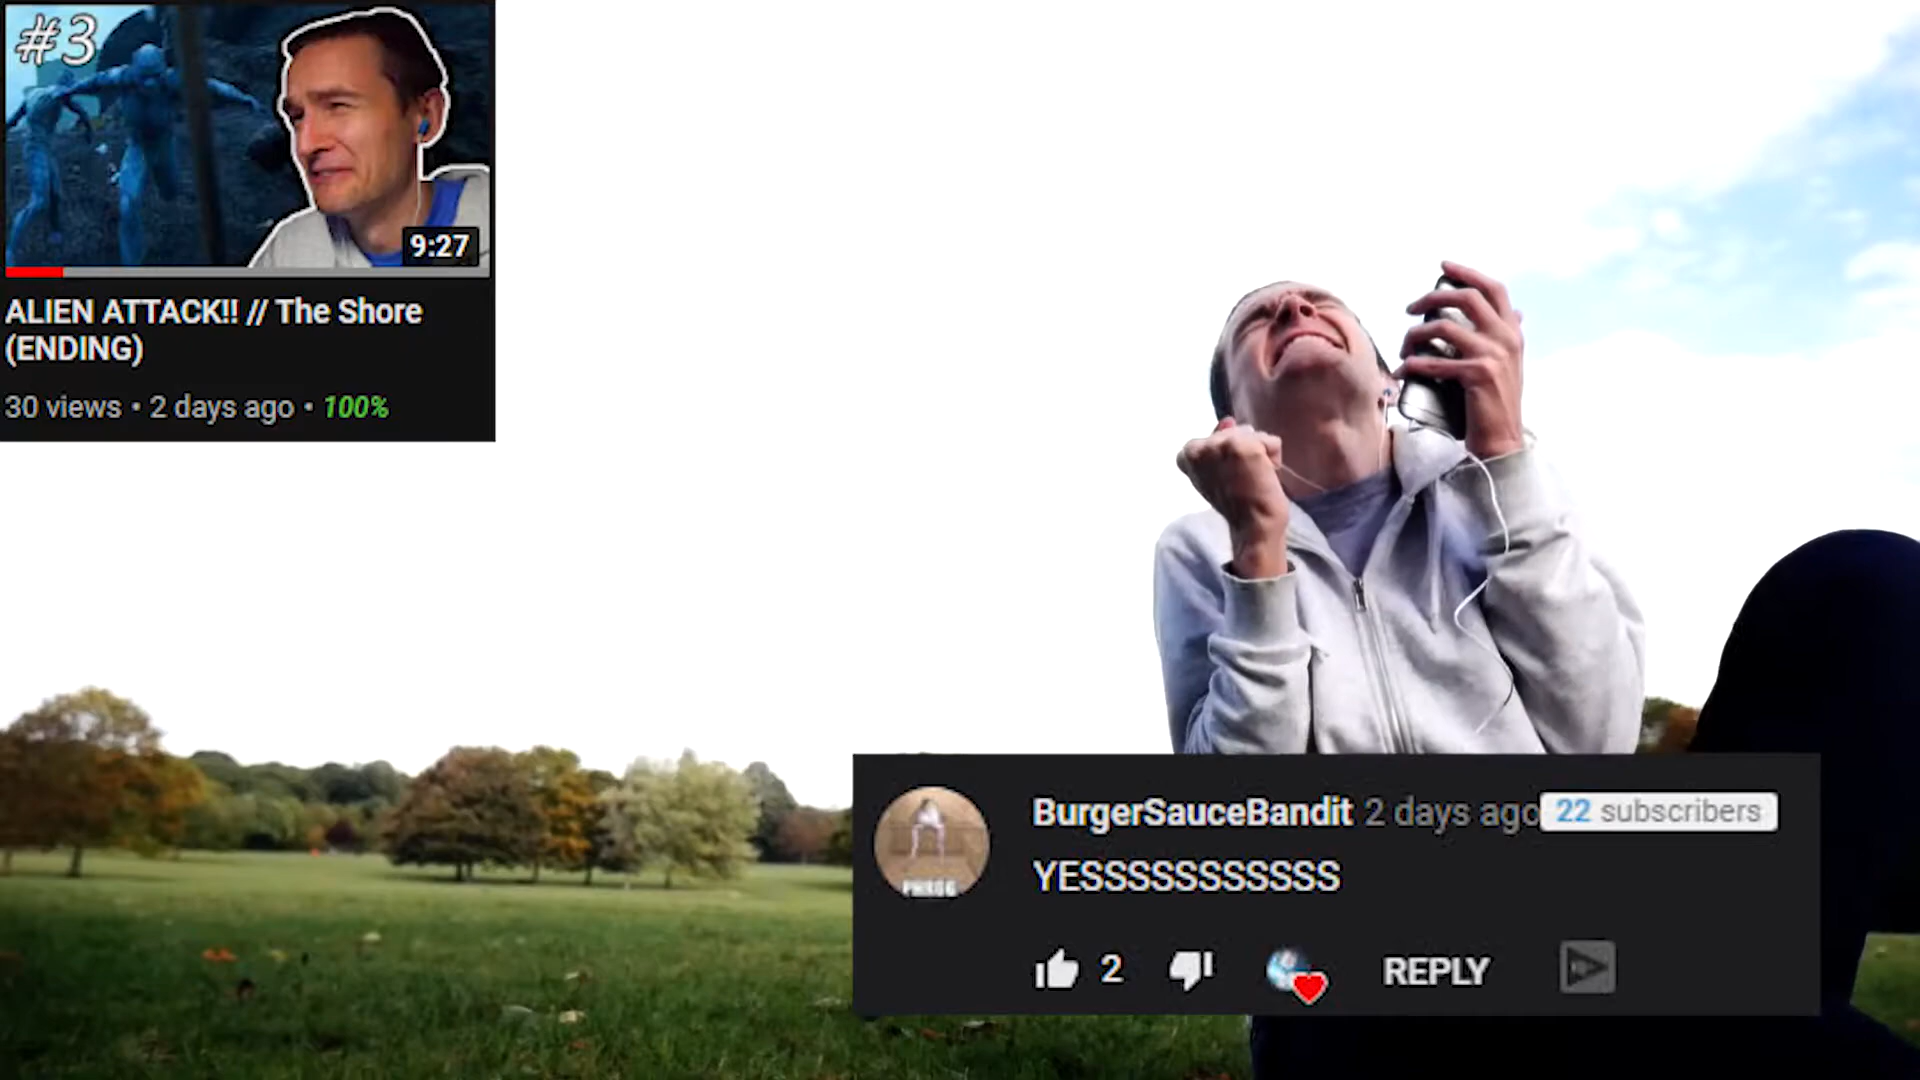 #3
9:27
ALIEN ATTACK!! // The Shore
(ENDING)
30 views • 2 days ago • 100%
BurgerSauceBandit 2 days ago 22 subscribers
YESSSSSSSSSSS
PHROG
2 REPLY